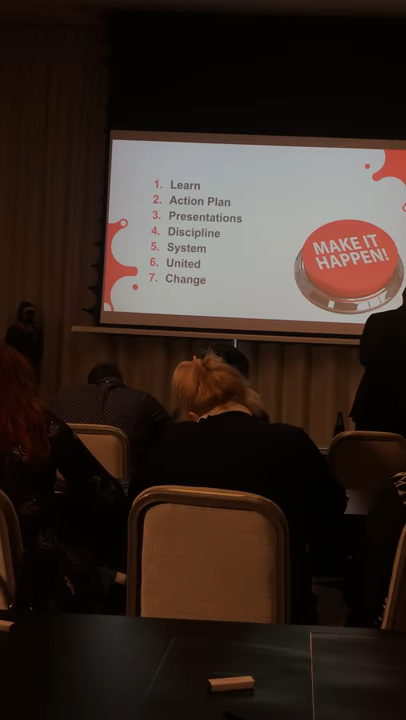 1. Learn
2. Action Plan
3. Presentations
4. Discipline
5. System
6. United
7. Change
MAKE IT
HAPPEN!